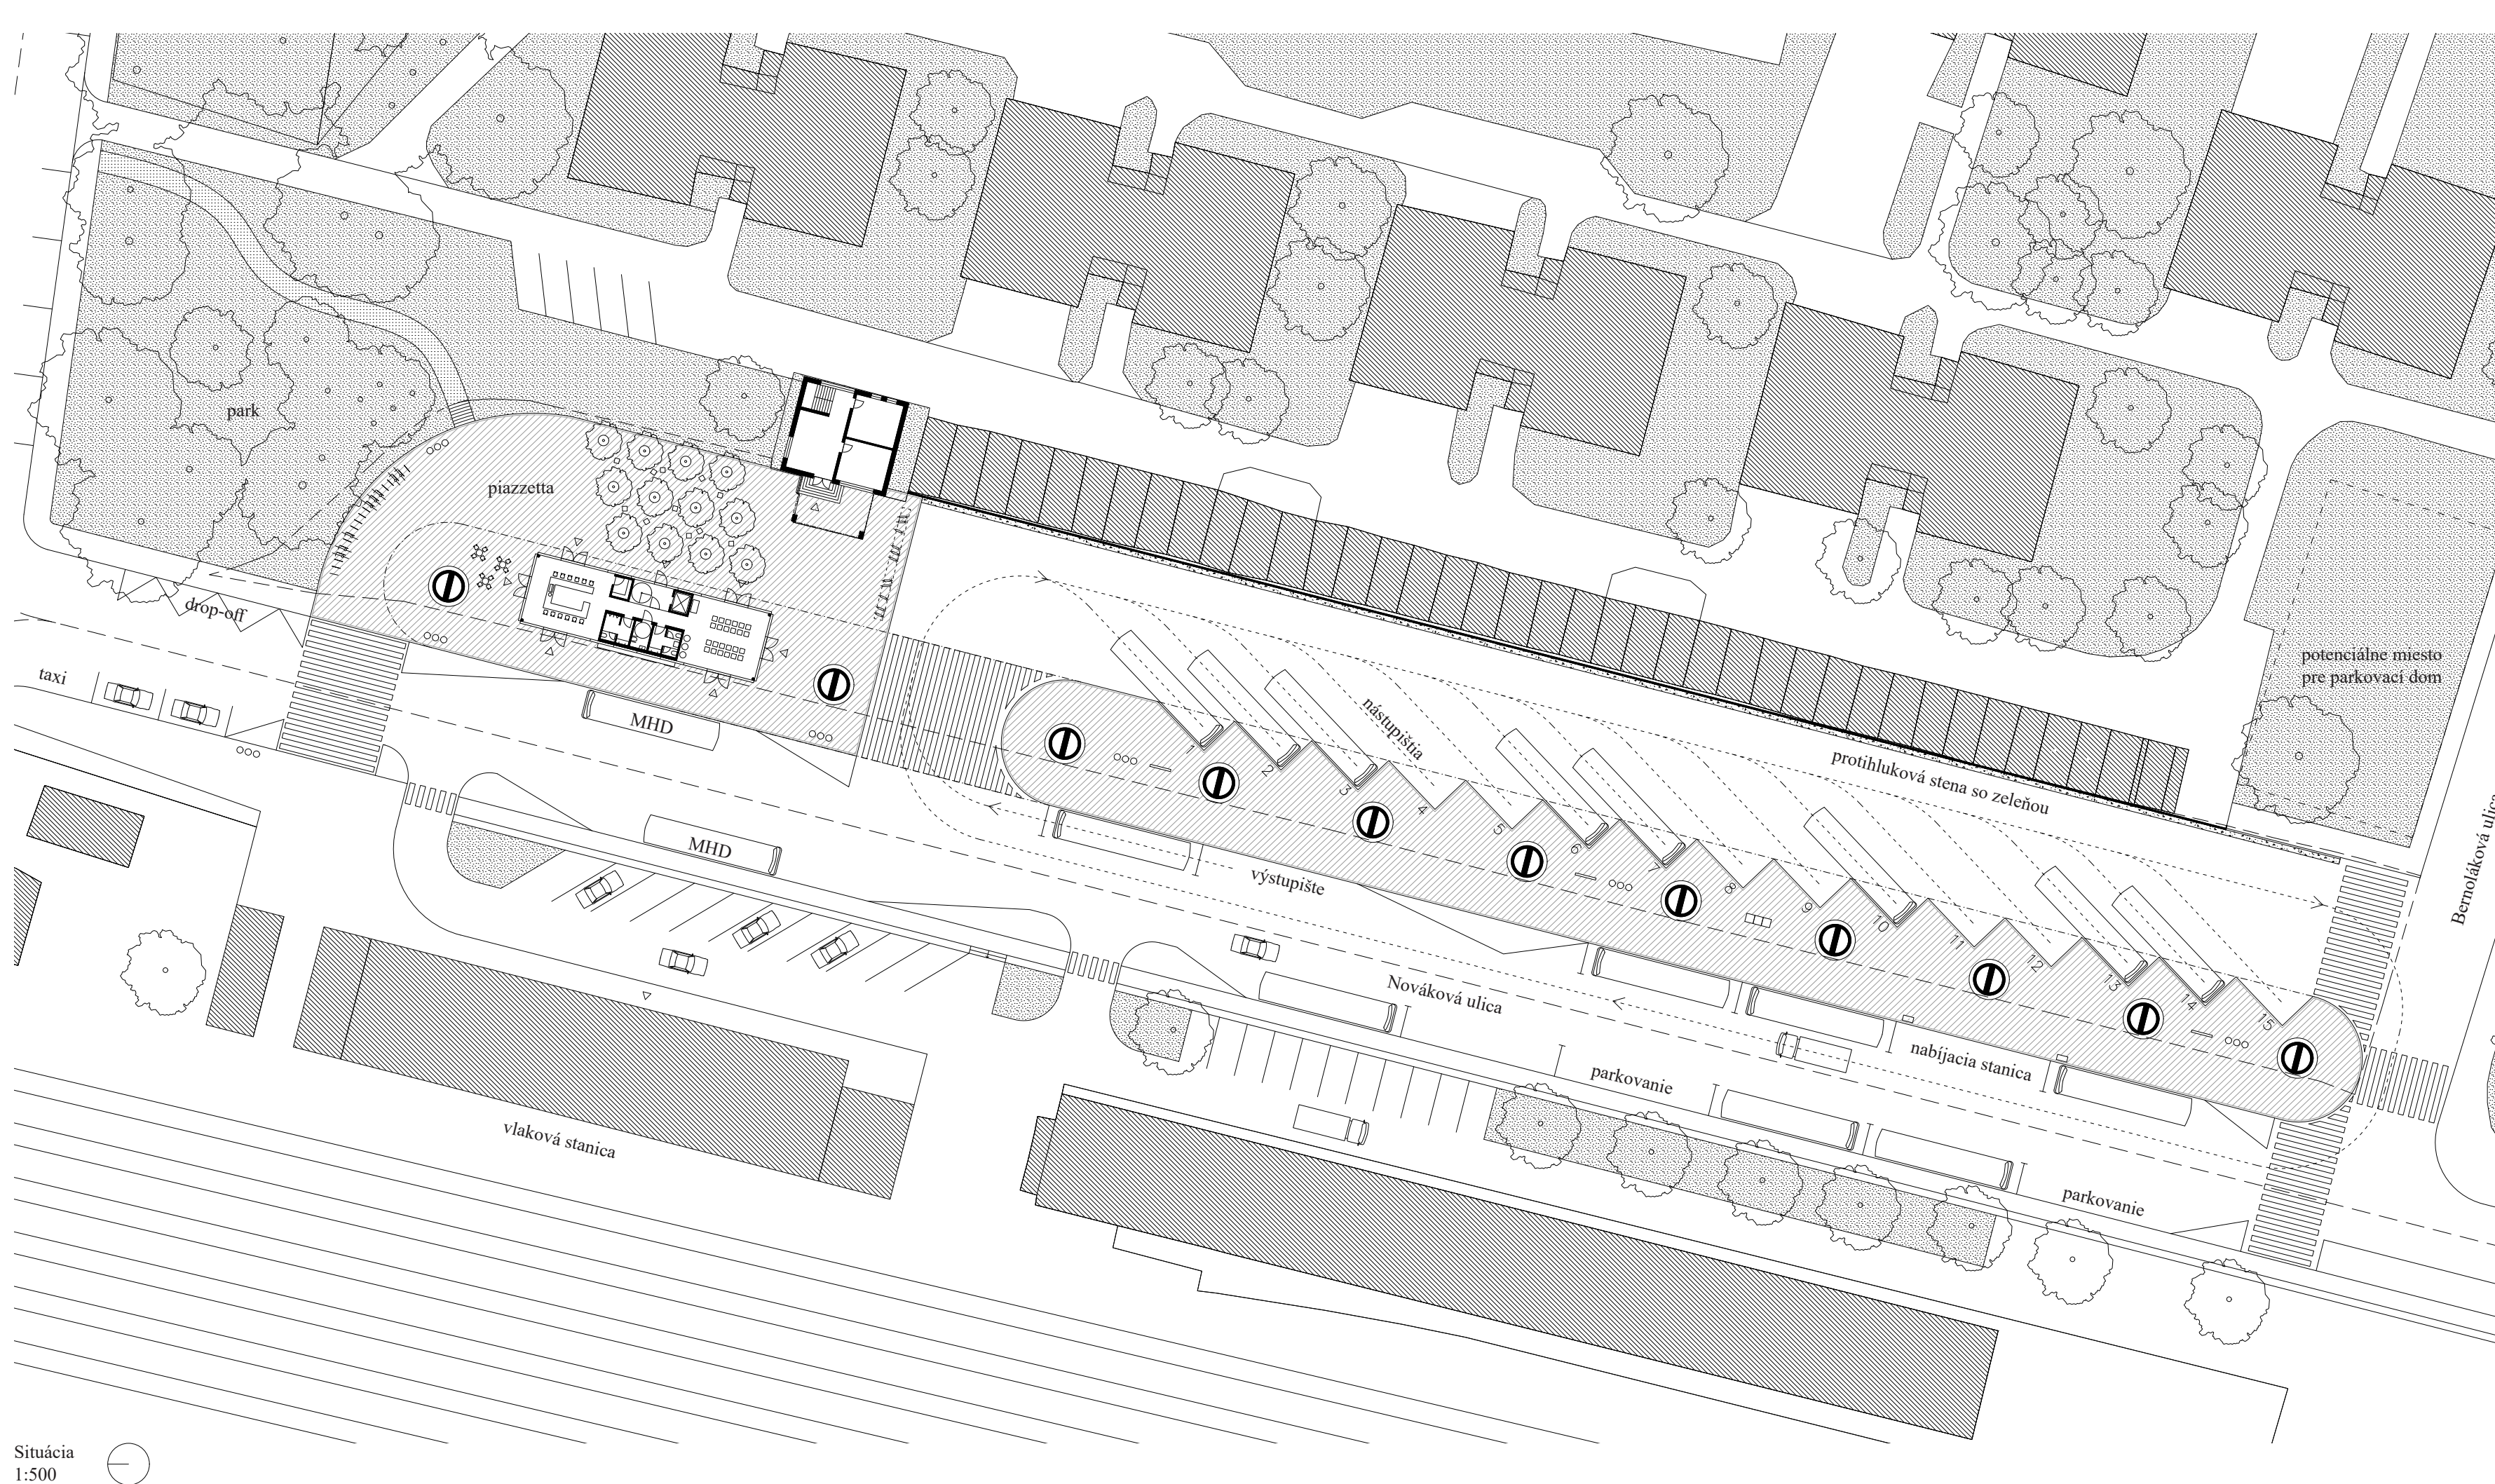 park
piazzetta
drop-off
taxi
MHD
MHD
potenciálne miesto
pre parkovací dom
nástupištia
protihluková stena so zeleňou
Bernoláková ulica
1
2
3
4
5
6
7
8
9
10
11
12
13
14
15
výstupište
Nováková ulica
nabíjacia stanica
parkovanie
parkovanie
vlaková stanica
Situácia
1:500